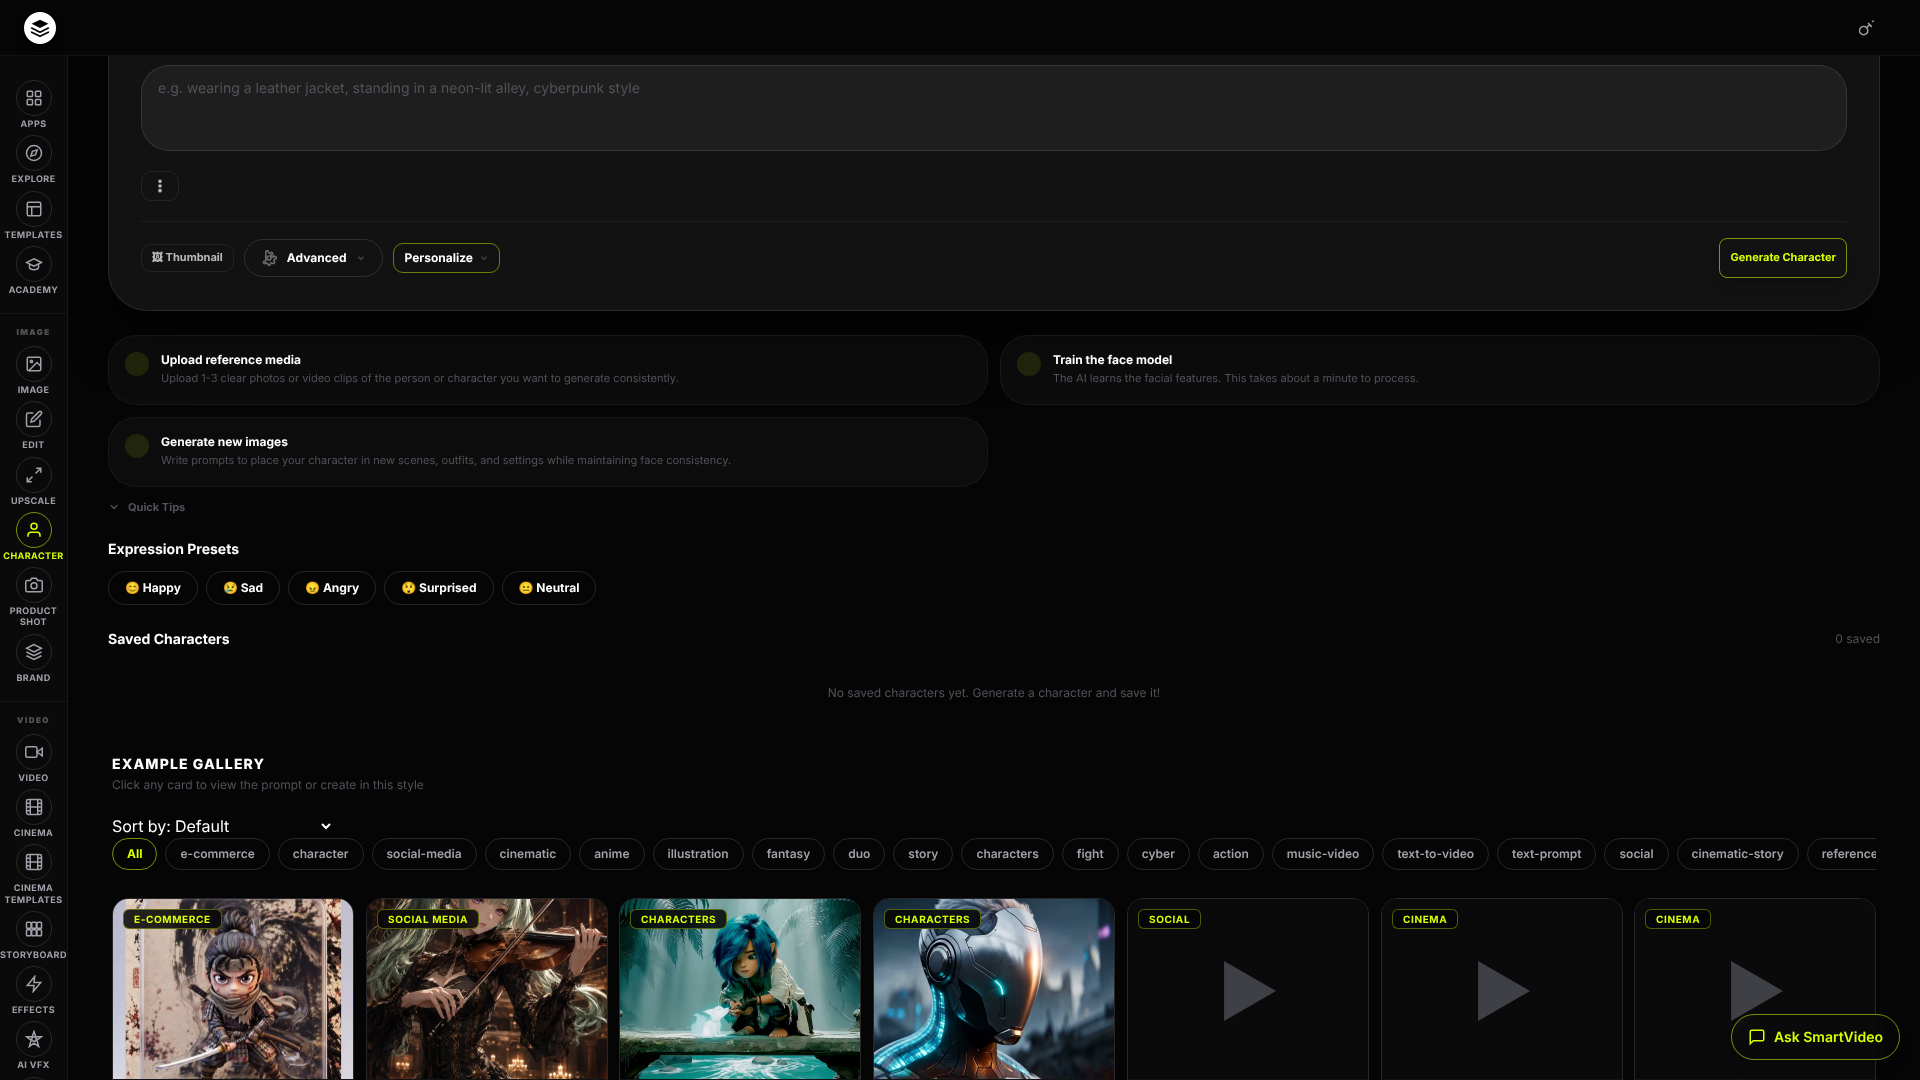 e.g. wearing a leather jacket, standing in a neon-lit alley, cyberpunk style
APPS
EXPLORE
TEMPLATES
ACADEMY
IMAGE
IMAGE
EDIT
UPSCALE
CHARACTER
PRODUCT
SHOT
BRAND
VIDEO
VIDEO
CINEMA
CINEMA
TEMPLATES
STORYBOARD
EFFECTS
AI VFX
Thumbnail
Advanced
Personalize
Generate Character
Upload reference media
Upload 1-3 clear photos or video clips of the person or character you want to generate consistently.
Train the face model
The AI learns the facial features. This takes about a minute to process.
Generate new images
Write prompts to place your character in new scenes, outfits, and settings while maintaining face consistency.
Quick Tips
Expression Presets
😊 Happy
😢 Sad
😠 Angry
😲 Surprised
😐 Neutral
Saved Characters
0 saved
No saved characters yet. Generate a character and save it!
EXAMPLE GALLERY
Click any card to view the prompt or create in this style
Sort by: Default
All
e-commerce
character
social-media
cinematic
anime
illustration
fantasy
duo
story
characters
fight
cyber
action
music-video
text-to-video
text-prompt
social
cinematic-story
reference
E-COMMERCE
SOCIAL MEDIA
CHARACTERS
CHARACTERS
SOCIAL
CINEMA
CINEMA
Ask SmartVideo